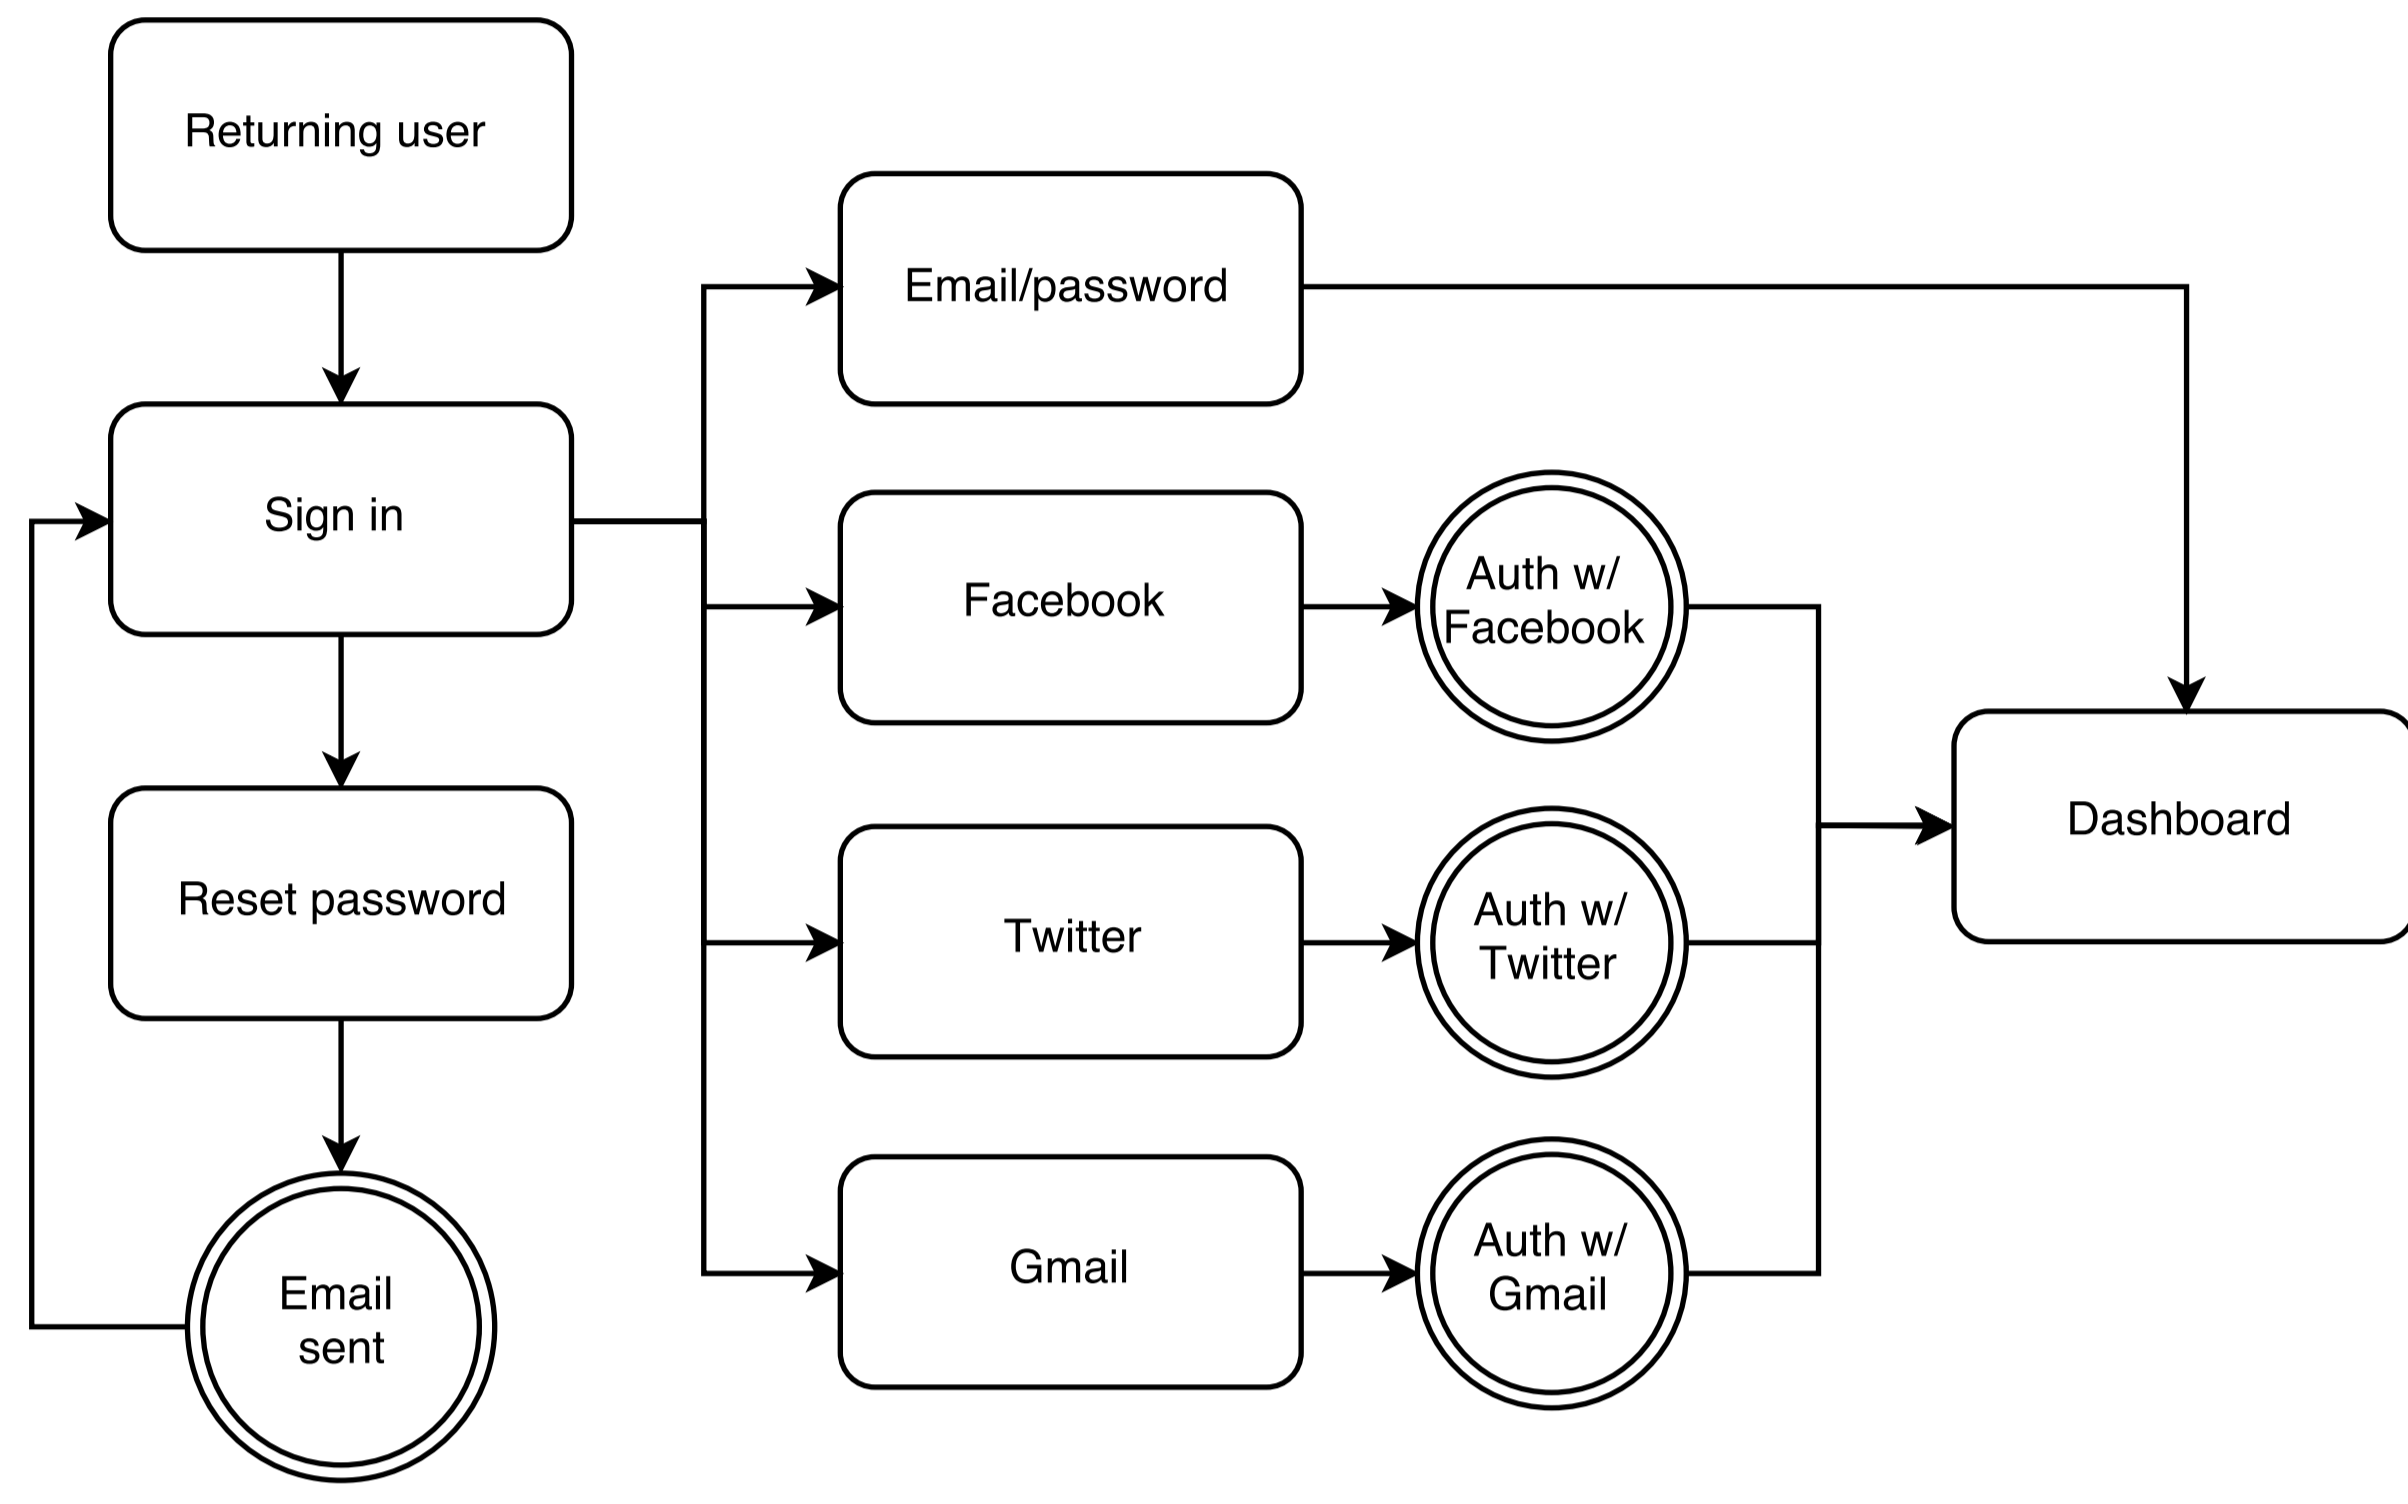 Returning user
Email/password
Sign in
Facebook
Auth w/
Facebook
Dashboard
Reset password
Twitter
Auth w/
Twitter
Gmail
Auth w/
Gmail
Email
sent